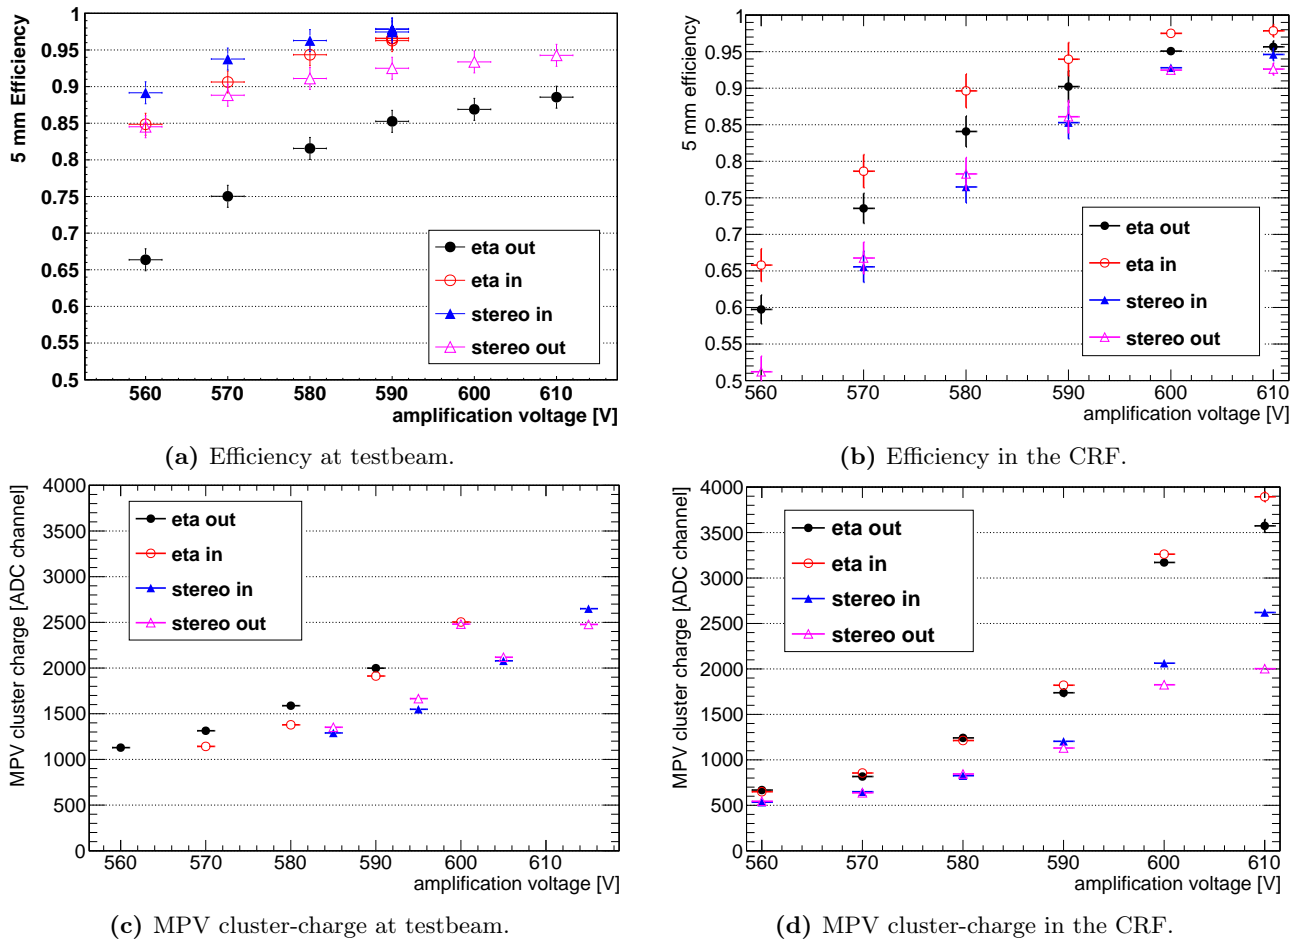 5 mm Efficiency
1
0.95
0.9
0.85
0.8
0.75
0.7
0.65
0.6
0.55
0.5
eta out
eta in
stereo in
stereo out
560 570 580 590 600 610
amplification voltage [V]
(a) Efficiency at testbeam.
5 mm efficiency
1
0.95
0.9
0.85
0.8
0.75
0.7
0.65
0.6
0.55
0.5
eta out
eta in
stereo in
stereo out
560 570 580 590 600 610
amplification voltage [V]
(b) Efficiency in the CRF.
MPV cluster charge [ADC channel]
4000
3500
3000
2500
2000
1500
1000
500
0
eta out
eta in
stereo in
stereo out
560 570 580 590 600 610
amplification voltage [V]
(c) MPV cluster-charge at testbeam.
MPV cluster charge [ADC channel]
4000
3500
3000
2500
2000
1500
1000
500
0
eta out
eta in
stereo in
stereo out
560 570 580 590 600 610
amplification voltage [V]
(d) MPV cluster-charge in the CRF.